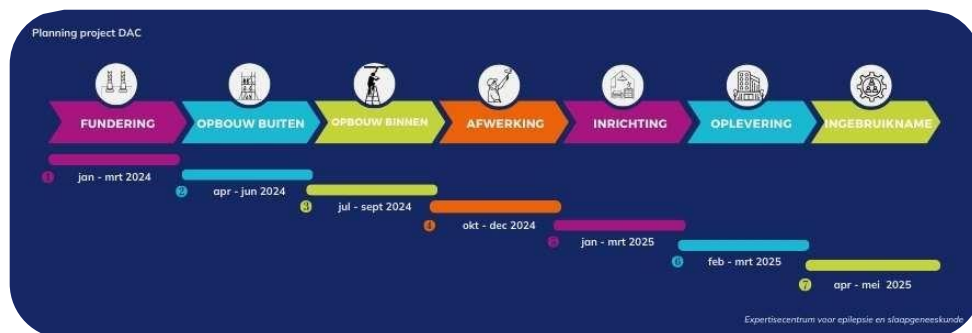 Planning project DAC
FUNDERING
OPBOUW BUITEN
OPBOUW BINNEN
AFWERKING
INRICHTING
OPLEVERING
INGEBRUIKNAME
1 jan - mrt 2024
2 apr - jun 2024
3 jul - sept 2024
4 okt - dec 2024
5 jan - mrt 2025
6 feb - mrt 2025
7 apr - mei 2025
Expertisecentrum voor epilepsie en slaapgeneeskunde